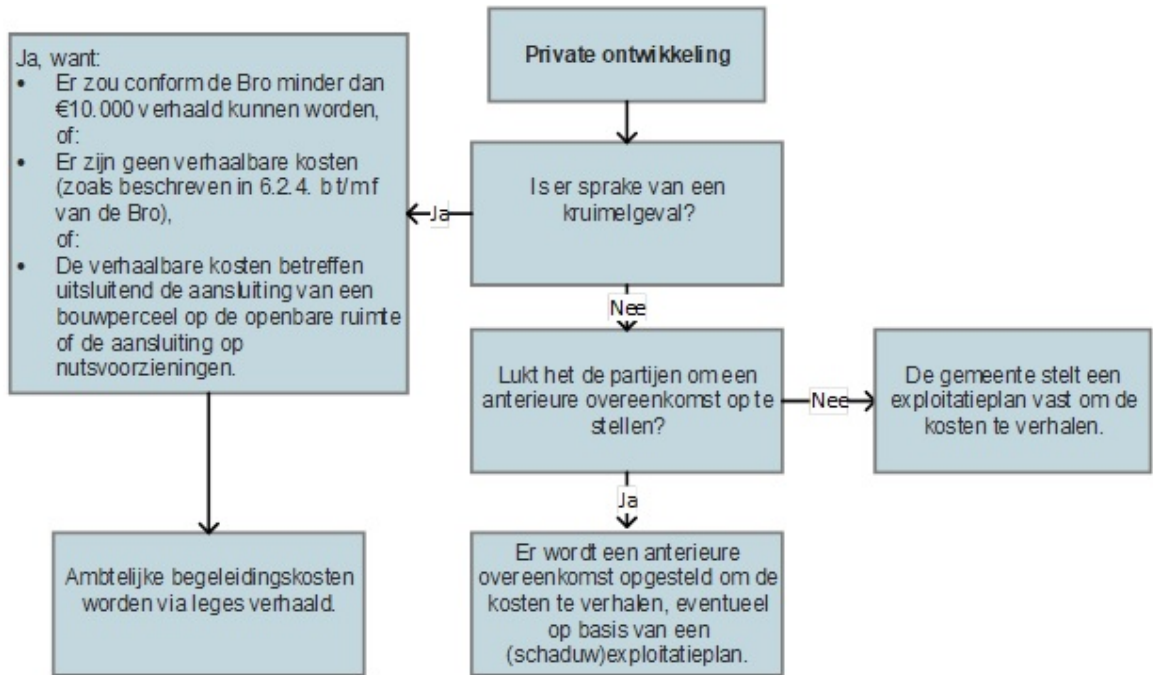 Private ontwikkeling
Is er sprake van een
kruimelgeval?
Ja
Ja, want:
• Er zou conform de Bro minder dan
€10.000 verhaald kunnen worden,
of:
• Er zijn geen verhaalbare kosten
(zoals beschreven in 6.2.4. b t/m f
van de Bro),
of:
• De verhaalbare kosten betreffen
uitsluitend de aansluiting van een
bouwperceel op de openbare ruimte
of de aansluiting op
nutsvoorzieningen.
Ambtelijke begeleidingskosten
worden via leges verhaald.
Nee
Lukt het de partijen om een
anterieure overeenkomst op te
stellen?
Nee
De gemeente stelt een
exploitatieplan vast om de
kosten te verhalen.
Ja
Er wordt een anterieure
overeenkomst opgesteld om de
kosten te verhalen, eventueel
op basis van een
(schaduw)exploitatieplan.